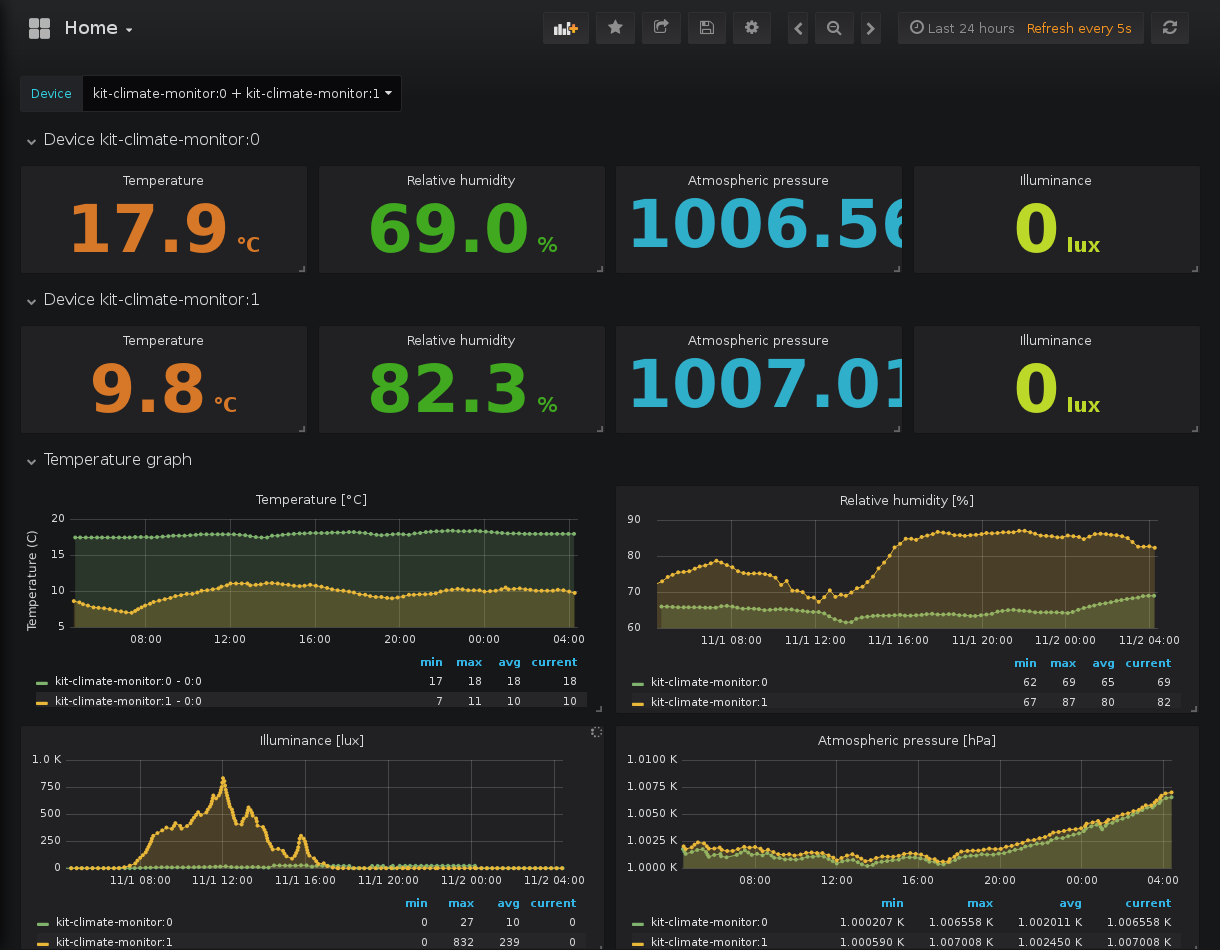 Home
Last 24 hours Refresh every 5s
Device kit-climate-monitor:0 + kit-climate-monitor:1
Device kit-climate-monitor:0
Temperature Relative humidity Atmospheric pressure Illuminance
17.9 °C 69.0 % 1006.56 0 lux
Device kit-climate-monitor:1
Temperature Relative humidity Atmospheric pressure Illuminance
9.8 °C 82.3 % 1007.01 0 lux
Temperature graph
Temperature [°C]
Temperature (C)
20
15
10
5
08:00 12:00 16:00 20:00 00:00 04:00
min max avg current
kit-climate-monitor:0 - 0:0 17 18 18 18
kit-climate-monitor:1 - 0:0 7 11 10 10
Relative humidity [%]
90
80
70
60
11/1 08:00 11/1 12:00 11/1 16:00 11/1 20:00 11/2 00:00 11/2 04:00
min max avg current
kit-climate-monitor:0 62 69 65 69
kit-climate-monitor:1 67 87 80 82
Illuminance [lux]
1.0 K
750
500
250
0
11/1 08:00 11/1 12:00 11/1 16:00 11/1 20:00 11/2 00:00 11/2 04:00
min max avg current
kit-climate-monitor:0 0 27 10 0
kit-climate-monitor:1 0 832 239 0
Atmospheric pressure [hPa]
1.0100 K
1.0075 K
1.0050 K
1.0025 K
1.0000 K
08:00 12:00 16:00 20:00 00:00 04:00
min max avg current
kit-climate-monitor:0 1.000207 K 1.006558 K 1.002011 K 1.006558 K
kit-climate-monitor:1 1.000590 K 1.007008 K 1.002450 K 1.007008 K